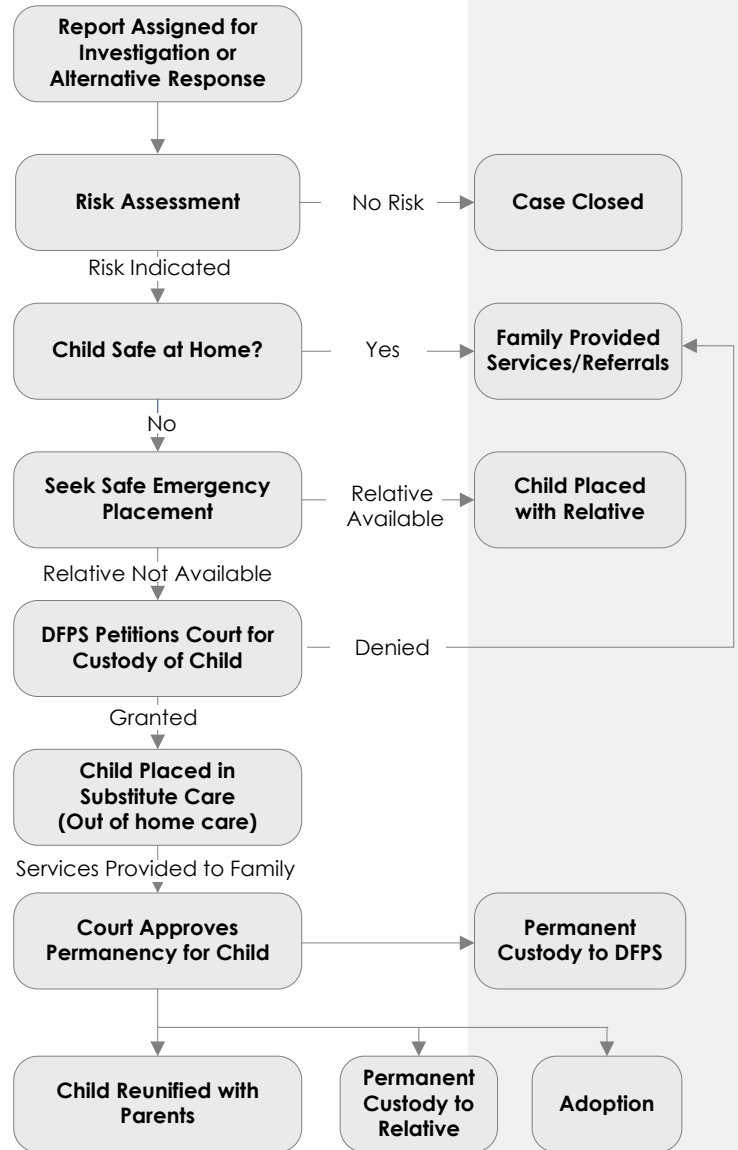 Report Assigned for
Investigation or
Alternative Response
Risk Assessment
No Risk
Case Closed
Risk Indicated
Child Safe at Home?
Yes
Family Provided
Services/Referrals
No
Seek Safe Emergency
Placement
Relative
Available
Child Placed
with Relative
Relative Not Available
DFPS Petitions Court for
Custody of Child
Denied
Granted
Child Placed in
Substitute Care
(Out of home care)
Services Provided to Family
Court Approves
Permanency for Child
Permanent
Custody to DFPS
Child Reunified with
Parents
Permanent
Custody to
Relative
Adoption